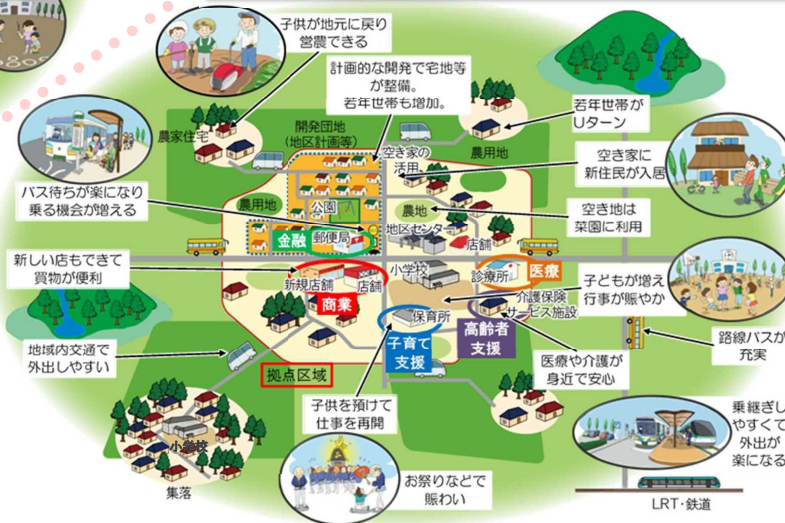 子供が地元に戻り
営農できる
計画的な開発で宅地等
が整備。
若年世帯も増加。
若年世帯が
Uターン
農家住宅
開発団地
(地区計画等)
空き家の
活用
農用地
空き家に
新住民が入居
バス待ちが楽になり
乗る機会が増える
農用地
公園
農地
空き地は
菜園に利用
金融
郵便局
地区センター
店舗
新しい店もできて
買物が便利
新規店舗
店舗
商業
小学校
診療所
医療
子どもが増え
行事が賑やか
介護保険
サービス施設
保育所
子育て
支援
高齢者
支援
路線バスが
充実
地域内交通で
外出しやすい
拠点区域
医療や介護が
身近で安心
子供を預けて
仕事を再開
乗継ぎし
やすくて
外出が
楽になる
小学校
集落
お祭りなどで
賑わい
LRT・鉄道